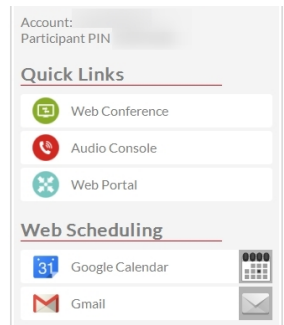 Account:
Participant PIN
Quick Links
Web Conference
Audio Console
Web Portal
Web Scheduling
31 Google Calendar
Gmail